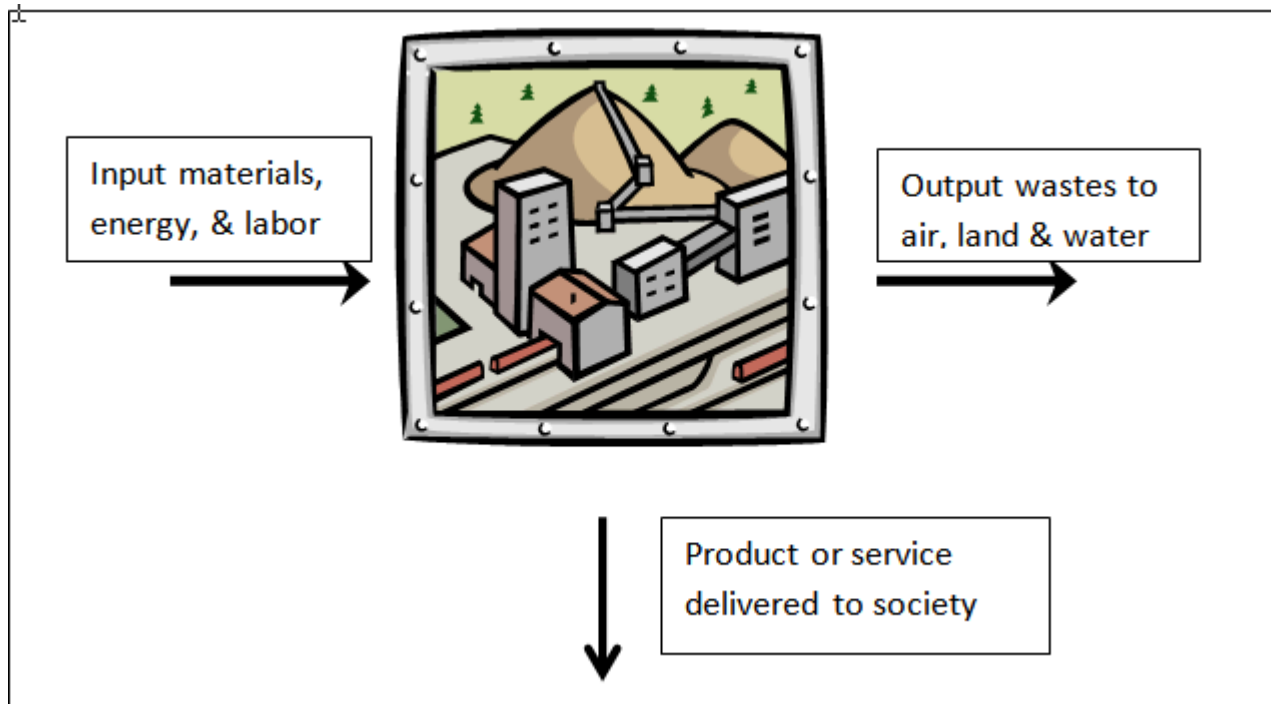 Input materials,
energy, & labor
Output wastes to
air, land & water
Product or service
delivered to society